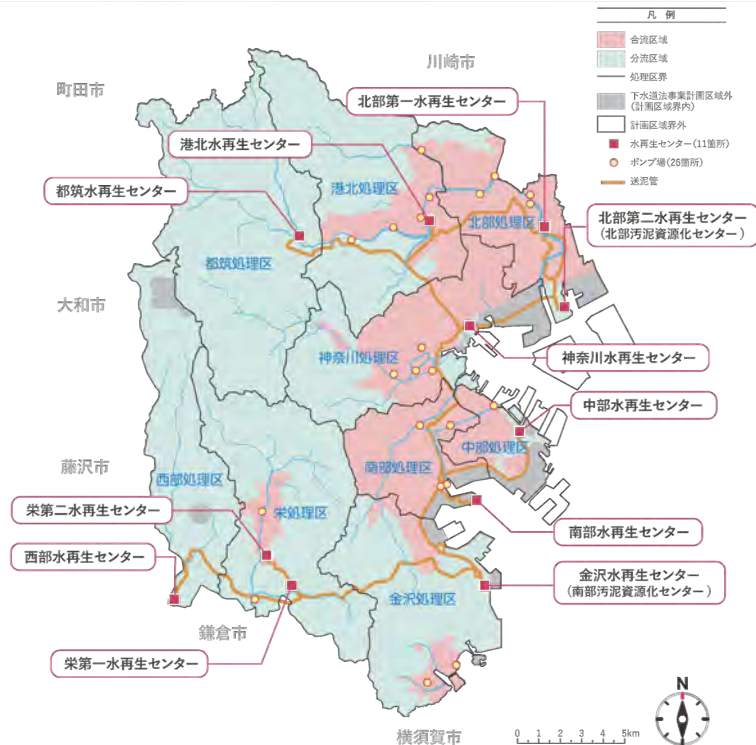 凡 例
合流区域
分流区域
処理区界
下水道法事業計画区域外
(計画区域界内)
計画区域界外
水再生センター(11箇所)
ポンプ場(26箇所)
送泥管
川崎市
町田市
北部第一水再生センター
港北水再生センター
都筑水再生センター
港北処理区
北部処理区
北部第二水再生センター
(北部汚泥資源化センター)
都筑処理区
大和市
神奈川処理区
神奈川水再生センター
中部水再生センター
中部処理区
藤沢市
西部処理区
南部処理区
栄第二水再生センター
栄処理区
南部水再生センター
西部水再生センター
金沢水再生センター
(南部汚泥資源化センター)
金沢処理区
鎌倉市
栄第一水再生センター
N
横須賀市
0 1 2 3 4 5km